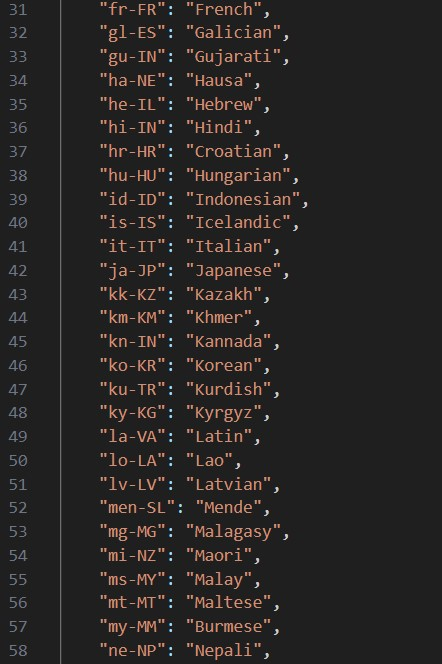 31 "fr-FR": "French",
32 "gl-ES": "Galician",
33 "gu-IN": "Gujarati",
34 "ha-NE": "Hausa",
35 "he-IL": "Hebrew",
36 "hi-IN": "Hindi",
37 "hr-HR": "Croatian",
38 "hu-HU": "Hungarian",
39 "id-ID": "Indonesian",
40 "is-IS": "Icelandic",
41 "it-IT": "Italian",
42 "ja-JP": "Japanese",
43 "kk-KZ": "Kazakh",
44 "km-KM": "Khmer",
45 "kn-IN": "Kannada",
46 "ko-KR": "Korean",
47 "ku-TR": "Kurdish",
48 "ky-KG": "Kyrgyz",
49 "la-VA": "Latin",
50 "lo-LA": "Lao",
51 "lv-LV": "Latvian",
52 "men-SL": "Mende",
53 "mg-MG": "Malagasy",
54 "mi-NZ": "Maori",
55 "ms-MY": "Malay",
56 "mt-MT": "Maltese",
57 "my-MM": "Burmese",
58 "ne-NP": "Nepali",